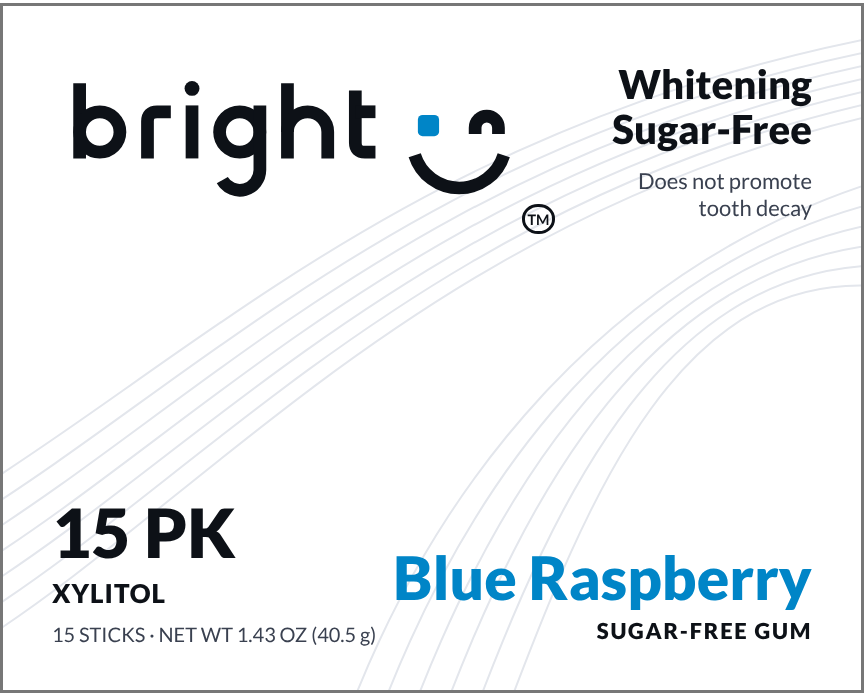 bright
TM
Whitening
Sugar-Free
Does not promote
tooth decay
15 PK
XYLITOL
15 STICKS · NET WT 1.43 OZ (40.5 g)
Blue Raspberry
SUGAR-FREE GUM